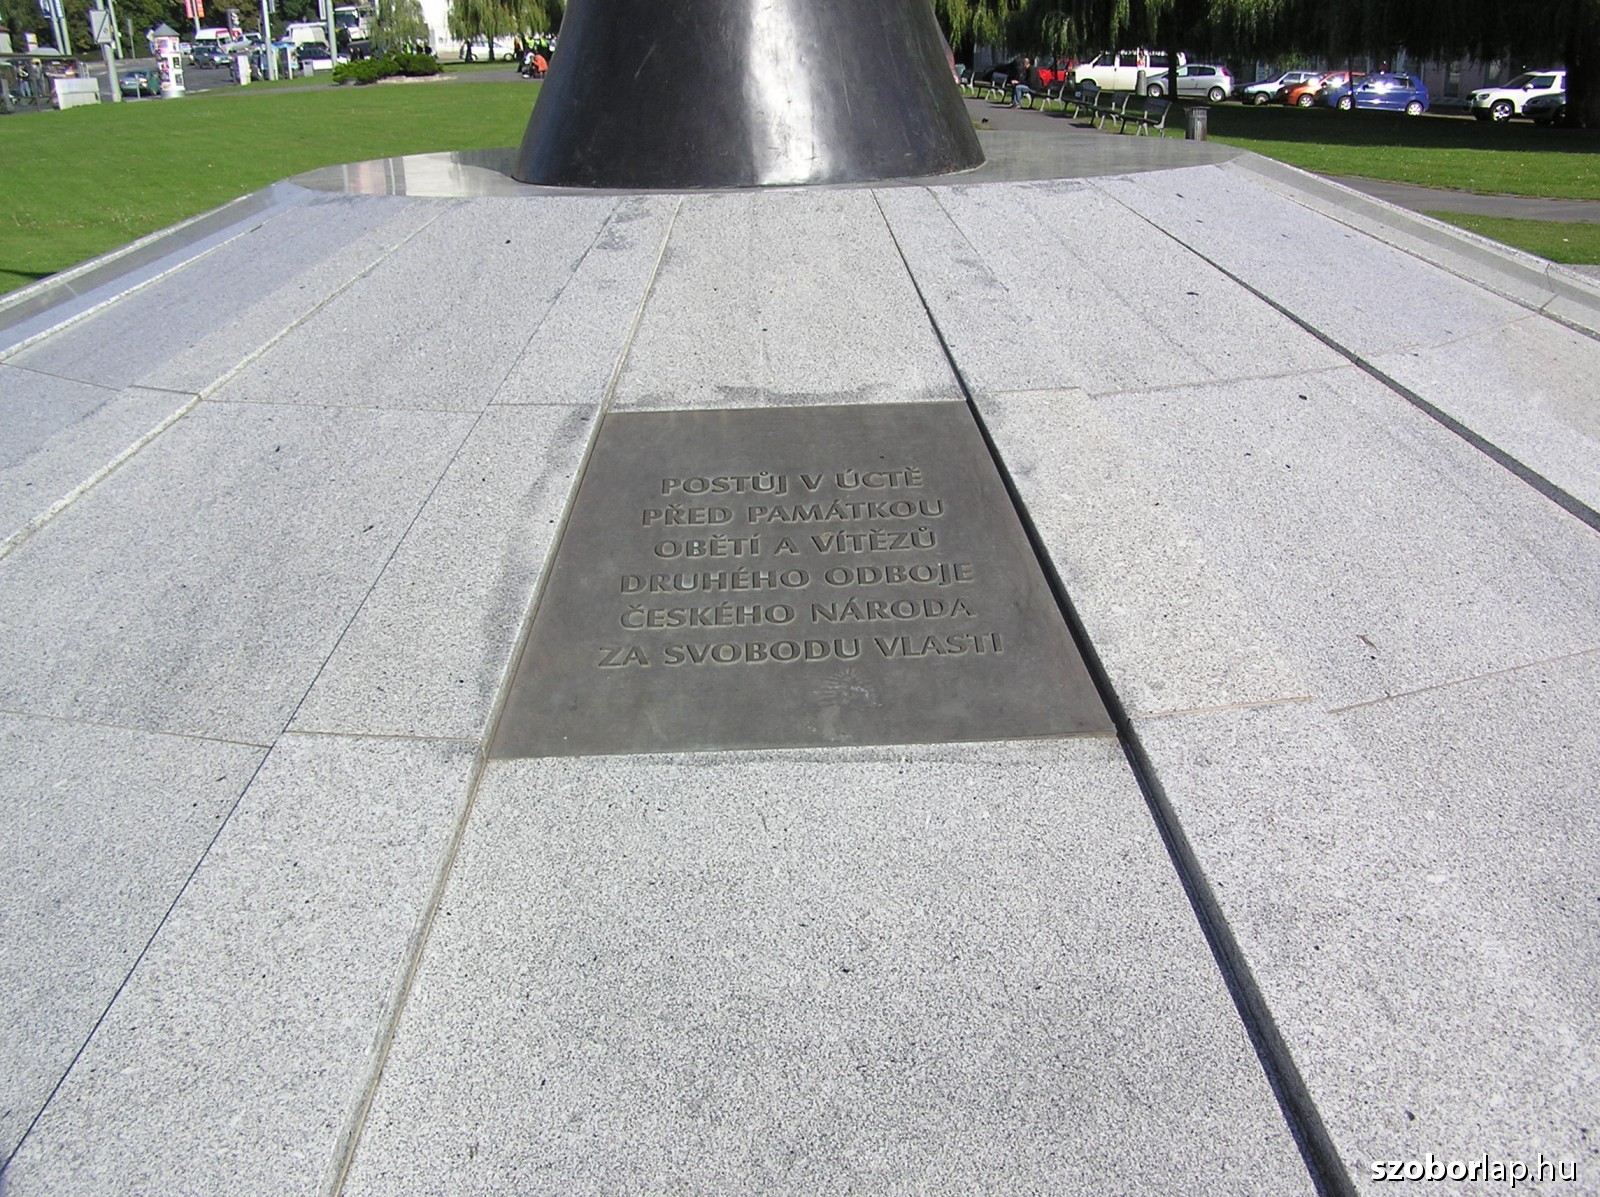 POSTŮJ V ÚCTĚ
PŘED PAMÁTKOU
OBĚTÍ A VÍTĚZŮ
DRUHÉHO ODBOJE
ČESKÉHO NÁRODA
ZA SVOBODU VLASTI
szoborlap.hu